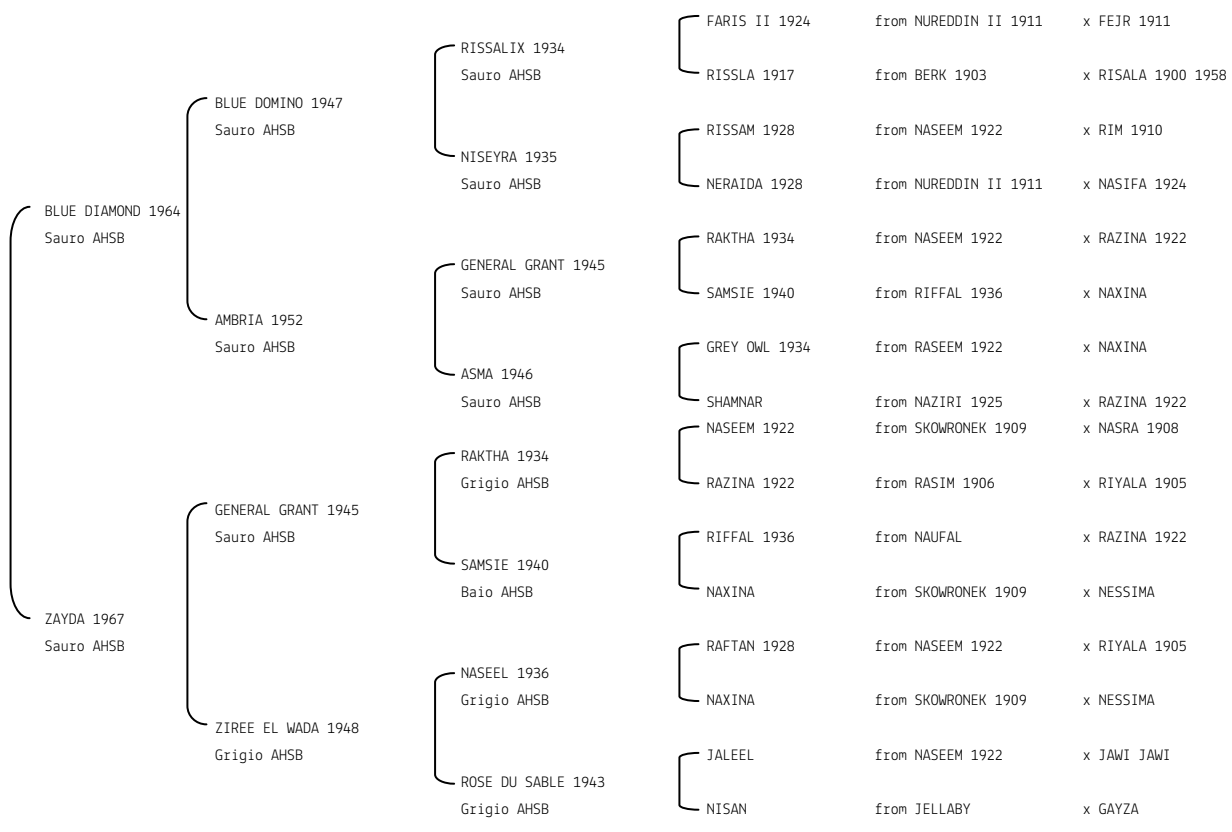 FARIS II 1924 from NUREDDIN II 1911 x FEJR 1911
RISSALIX 1934
Sauro AHSB
RISSLA 1917 from BERK 1903 x RISALA 1900 1958
BLUE DOMINO 1947
Sauro AHSB
RISSAM 1928 from NASEEM 1922 x RIM 1910
NISEYRA 1935
Sauro AHSB
NERAIDA 1928 from NUREDDIN II 1911 x NASIFA 1924
BLUE DIAMOND 1964
Sauro AHSB
RAKTHA 1934 from NASEEM 1922 x RAZINA 1922
GENERAL GRANT 1945
Sauro AHSB
SAMSIE 1940 from RIFFAL 1936 x NAXINA
AMBRIA 1952
Sauro AHSB
GREY OWL 1934 from RASEEM 1922 x NAXINA
ASMA 1946
Sauro AHSB
SHAMNAR from NAZIRI 1925 x RAZINA 1922
NASEEM 1922 from SKOWRONEK 1909 x NASRA 1908
RAKTHA 1934
Grigio AHSB
RAZINA 1922 from RASIM 1906 x RIYALA 1905
GENERAL GRANT 1945
Sauro AHSB
RIFFAL 1936 from NAUFAL x RAZINA 1922
SAMSIE 1940
Baio AHSB
NAXINA from SKOWRONEK 1909 x NESSIMA
ZAYDA 1967
Sauro AHSB
RAFTAN 1928 from NASEEM 1922 x RIYALA 1905
NASEEL 1936
Grigio AHSB
NAXINA from SKOWRONEK 1909 x NESSIMA
ZIREE EL WADA 1948
Grigio AHSB
JALEEL from NASEEM 1922 x JAWI JAWI
ROSE DU SABLE 1943
Grigio AHSB
NISAN from JELLABY x GAYZA